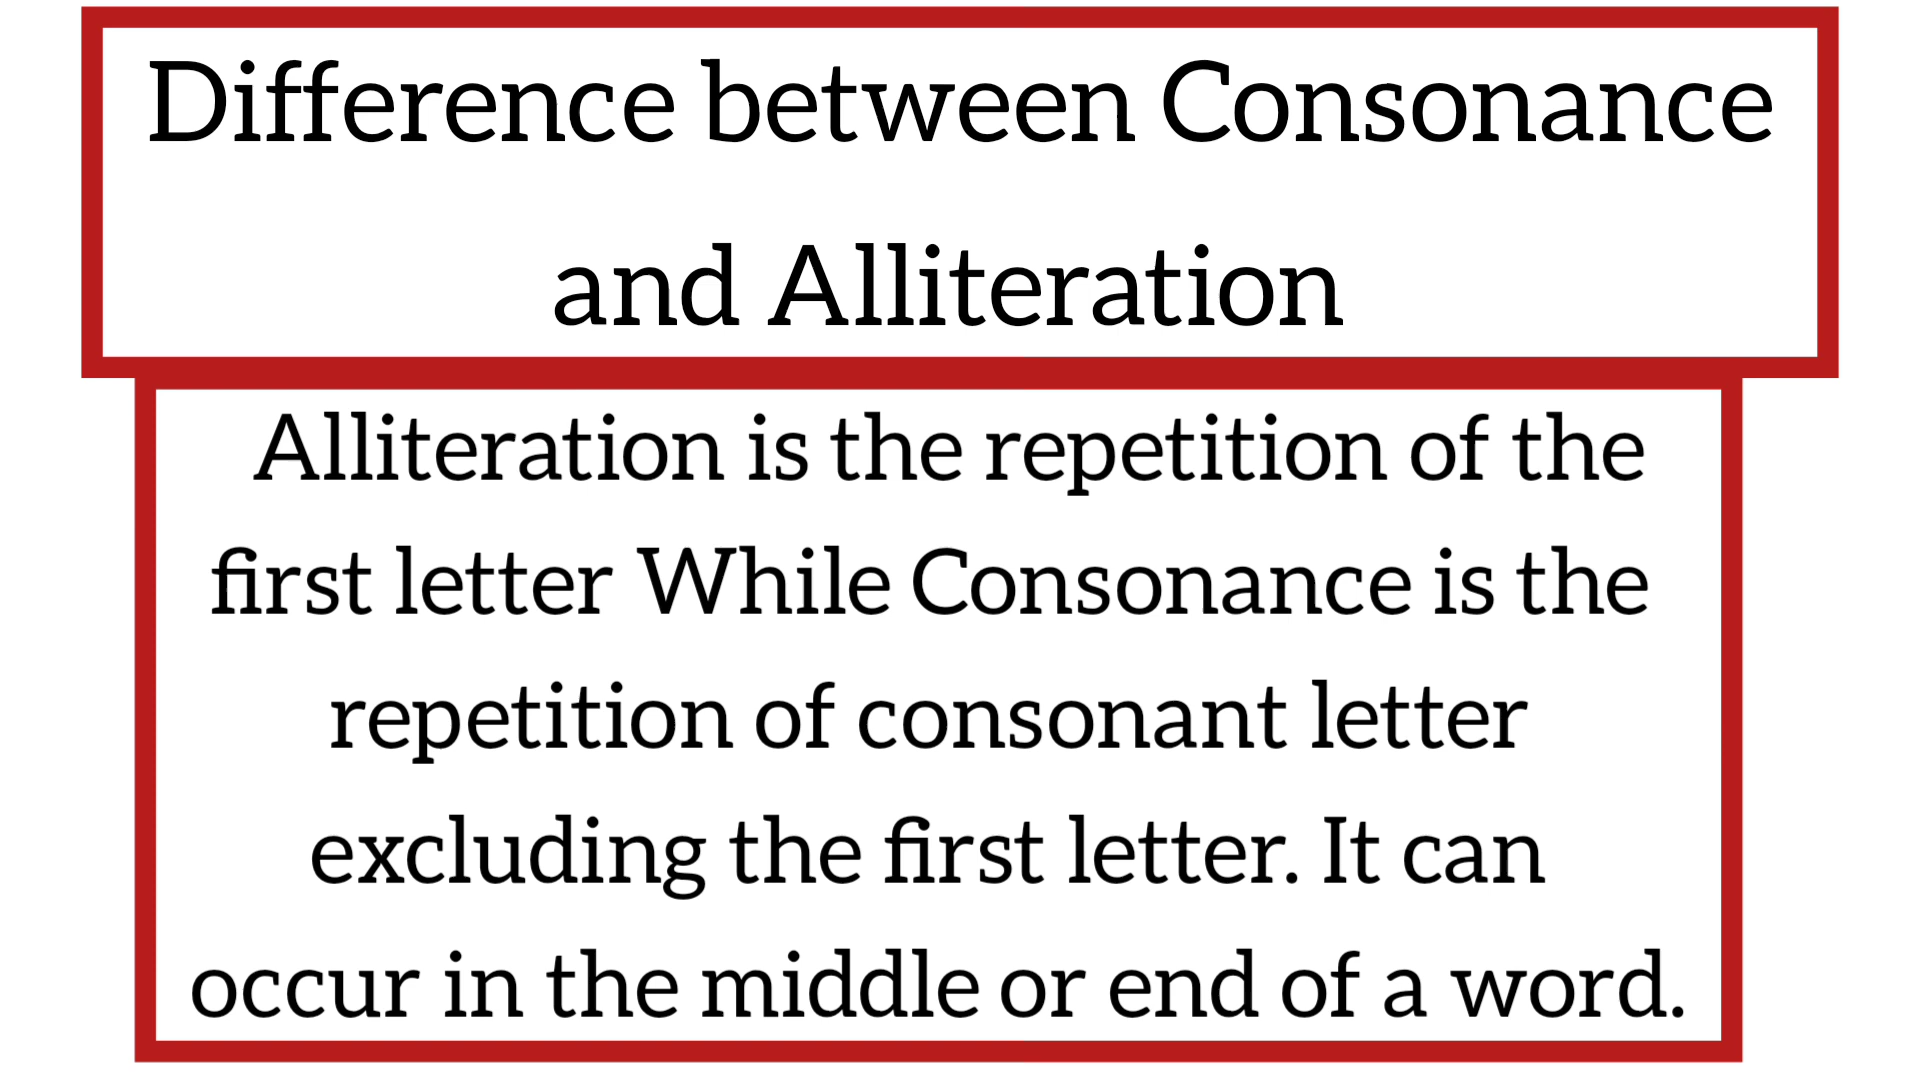 Difference between Consonance
and Alliteration
Alliteration is the repetition of the
first letter While Consonance is the
repetition of consonant letter
excluding the first letter. It can
occur in the middle or end of a word.